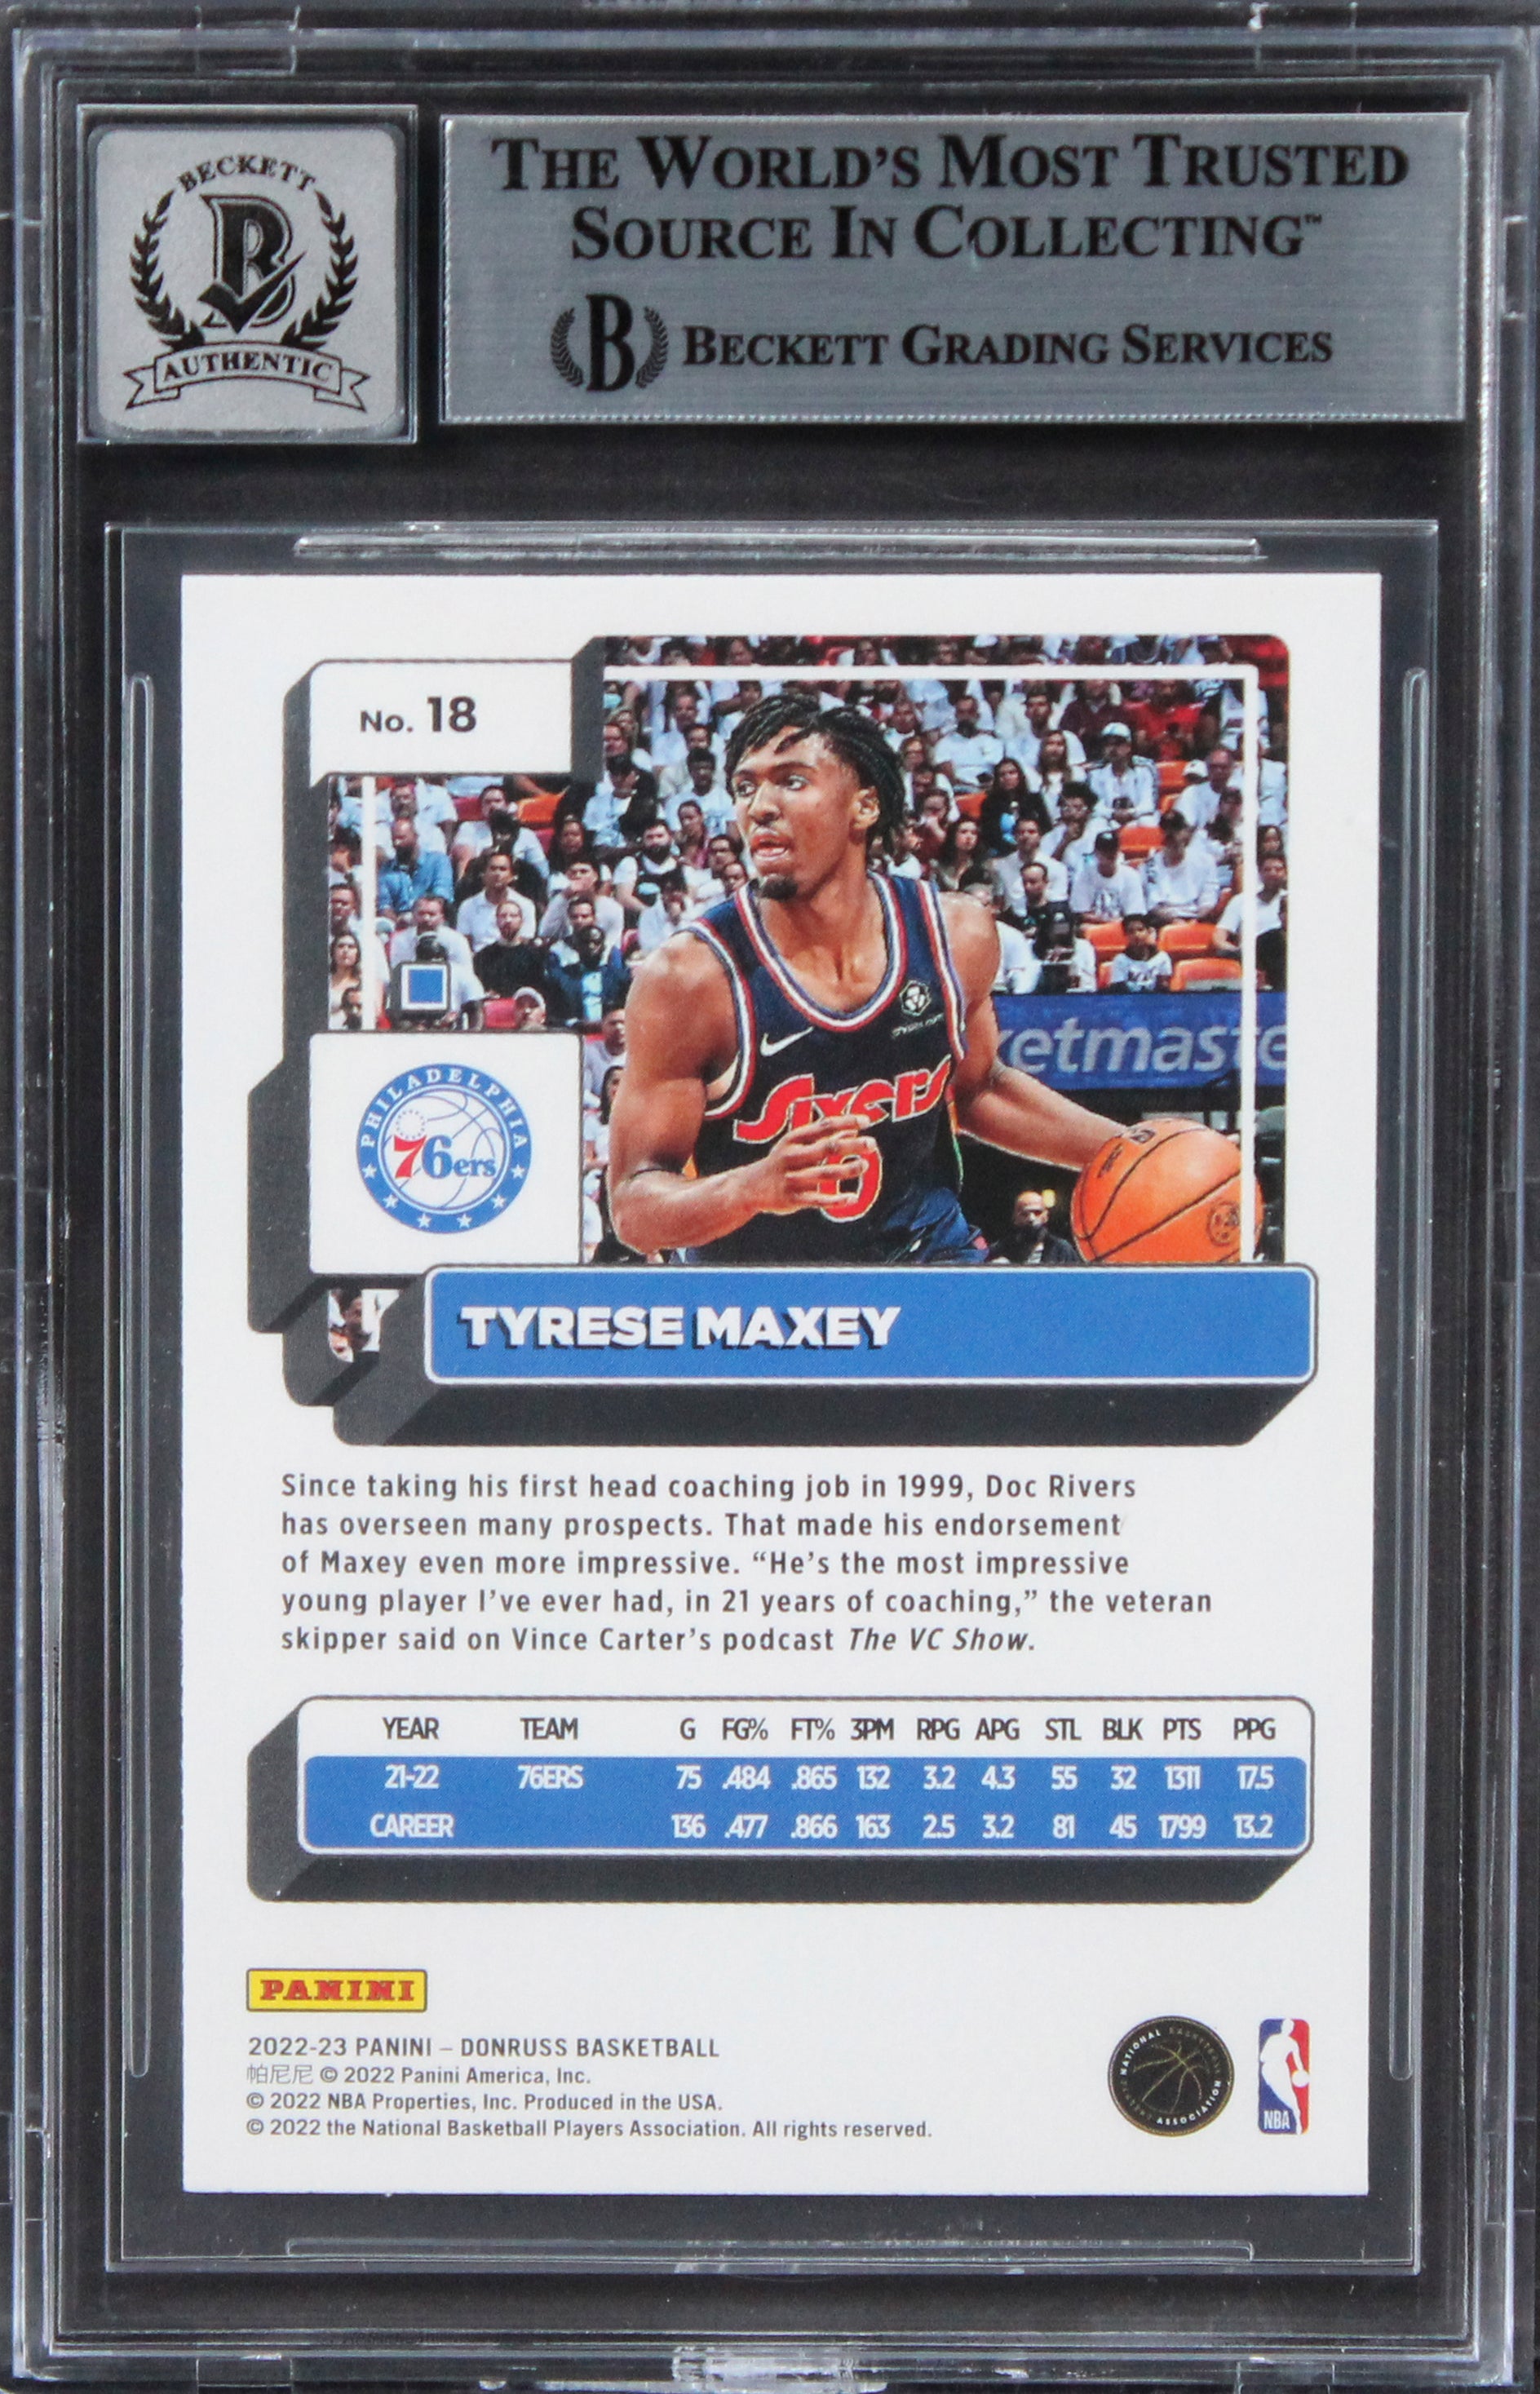 BECKETT
B
AUTHENTIC
THE WORLD'S MOST TRUSTED
SOURCE IN COLLECTING™
B BECKETT GRADING SERVICES
No. 18
etmaste
PHILADELPHIA
76ers
Sixers
0
TYRESE MAXEY
Since taking his first head coaching job in 1999, Doc Rivers
has overseen many prospects. That made his endorsement
of Maxey even more impressive. “He’s the most impressive
young player I’ve ever had, in 21 years of coaching,” the veteran
skipper said on Vince Carter’s podcast The VC Show.
YEAR TEAM G FG% FT% 3PM RPG APG STL BLK PTS PPG
21-22 76ERS 75 .484 .865 132 3.2 4.3 55 32 1311 17.5
CAREER 136 .477 .866 163 2.5 3.2 81 45 1799 13.2
PANINI
2022-23 PANINI – DONRUSS BASKETBALL
帕尼尼 © 2022 Panini America, Inc.
© 2022 NBA Properties, Inc. Produced in the USA.
© 2022 the National Basketball Players Association. All rights reserved.
NATIONAL BASKETBALL PLAYERS ASSOCIATION
NBA